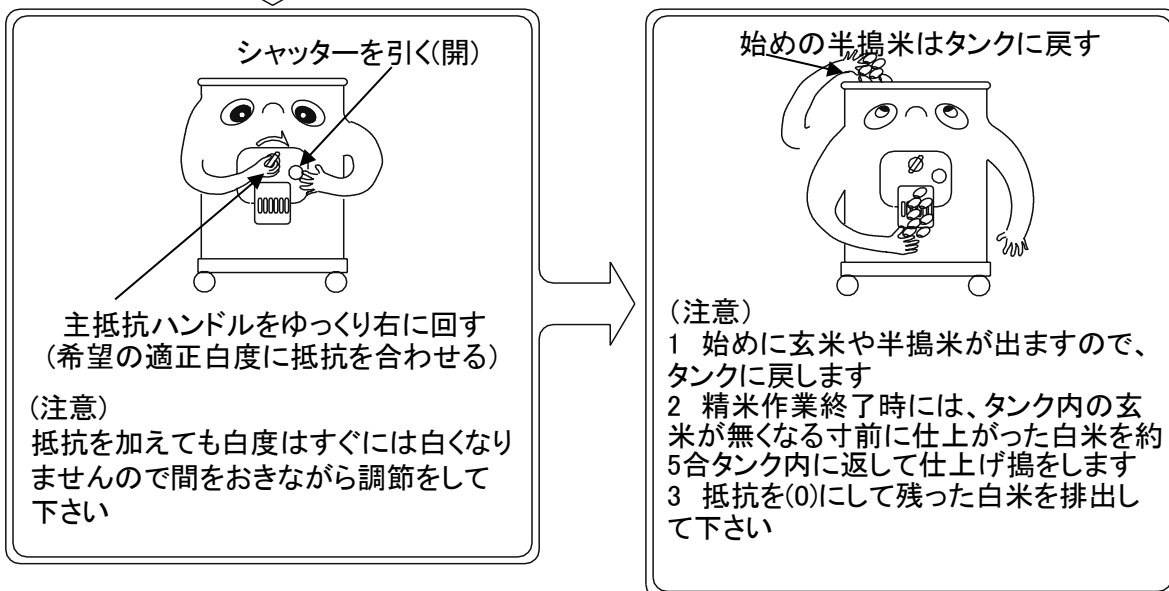 シャッターを引く(開)
主抵抗ハンドルをゆっくり右に回す
(希望の適正白度に抵抗を合わせる)
(注意)
抵抗を加えても白度はすぐには白くなり
ませんので間をおきながら調節をして
下さい
始めの半搗米はタンクに戻す
(注意)
1 始めに玄米や半搗米が出ますので、
タンクに戻します
2 精米作業終了時には、タンク内の玄
米が無くなる寸前に仕上がった白米を約
5合タンク内に返して仕上げ搗をします
3 抵抗を(0)にして残った白米を排出し
て下さい